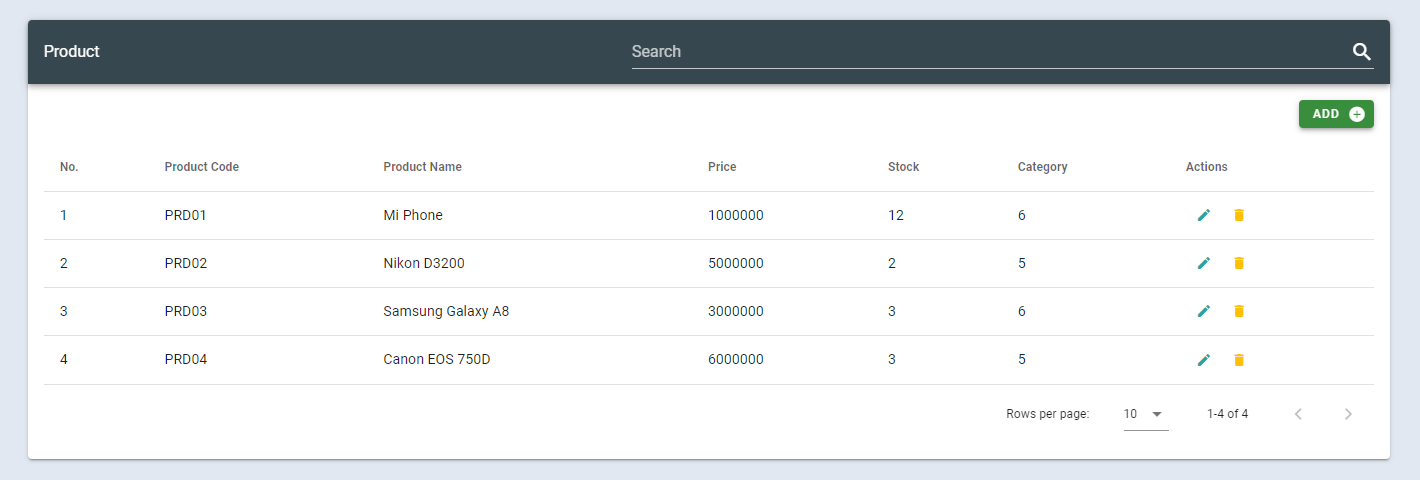 Product Search
ADD
No. Product Code Product Name Price Stock Category Actions
1 PRD01 Mi Phone 1000000 12 6
2 PRD02 Nikon D3200 5000000 2 5
3 PRD03 Samsung Galaxy A8 3000000 3 6
4 PRD04 Canon EOS 750D 6000000 3 5
Rows per page: 10 1-4 of 4